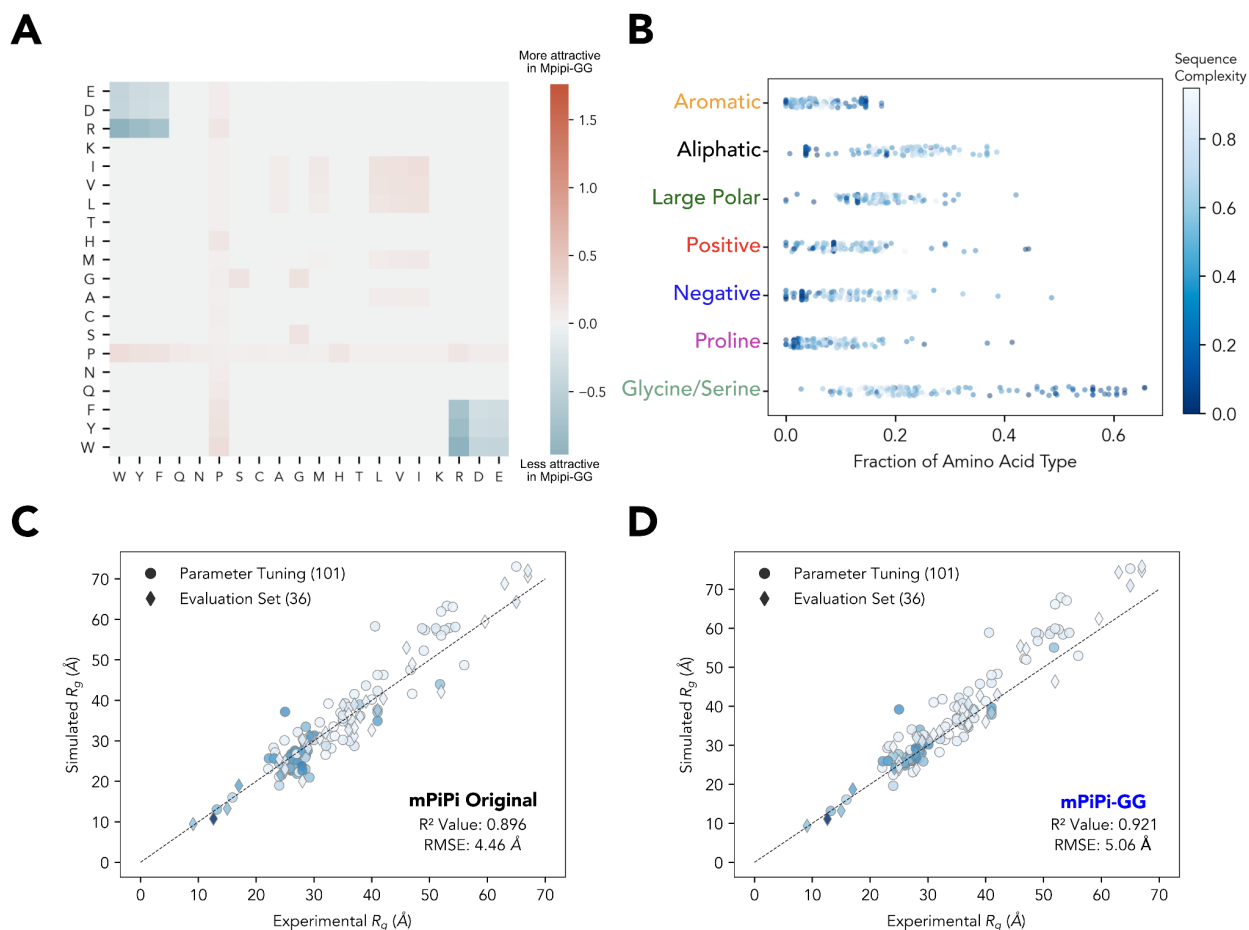 A
More attractive
in Mpipi-GG
E
D
R
K
I
V
L
T
H
M
G
A
C
S
P
N
Q
F
Y
W
W Y F Q N P S C A G M H T L V I K R D E
1.5
1.0
0.5
0.0
−0.5
Less attractive
in Mpipi-GG
B
Sequence
Complexity
Aromatic
Aliphatic
Large Polar
Positive
Negative
Proline
Glycine/Serine
0.0 0.2 0.4 0.6
Fraction of Amino Acid Type
0.8
0.6
0.4
0.2
0.0
C
Parameter Tuning (101)
Evaluation Set (36)
70
60
50
40
30
20
10
0
Simulated Rg (Å)
mPiPi Original
R² Value: 0.896
RMSE: 4.46 Å
0 10 20 30 40 50 60 70
Experimental Rg (Å)
D
Parameter Tuning (101)
Evaluation Set (36)
70
60
50
40
30
20
10
0
Simulated Rg (Å)
mPiPi-GG
R² Value: 0.921
RMSE: 5.06 Å
0 10 20 30 40 50 60 70
Experimental Rg (Å)